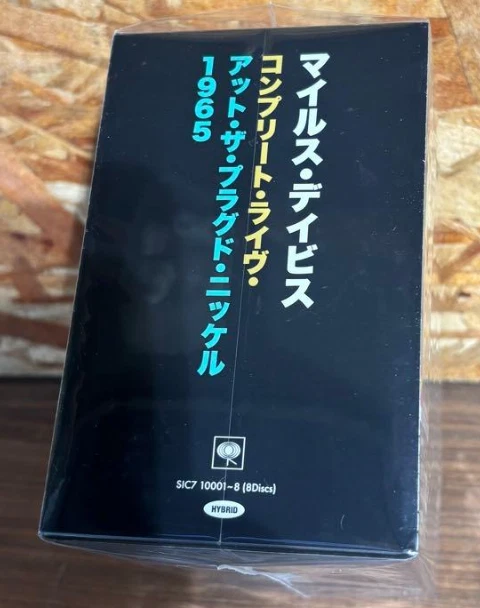 マイルス・デイビス
コンプリート・ライヴ・
アット・ザ・プラグド・ニッケル
1965
SIC7 10001~8 (8Discs)
HYBRID